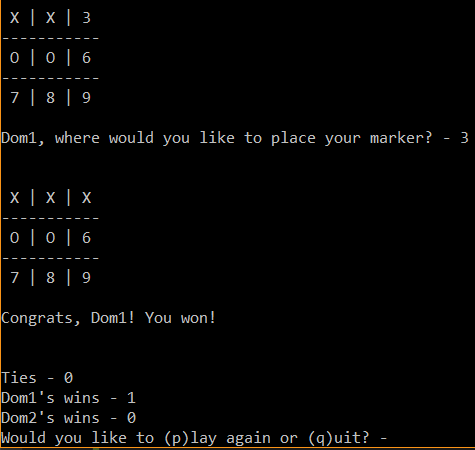 X | X | 3
-----------
O | O | 6
-----------
7 | 8 | 9
Dom1, where would you like to place your marker? - 3
X | X | X
-----------
O | O | 6
-----------
7 | 8 | 9
Congrats, Dom1! You won!
Ties - 0
Dom1's wins - 1
Dom2's wins - 0
Would you like to (p)lay again or (q)uit? -